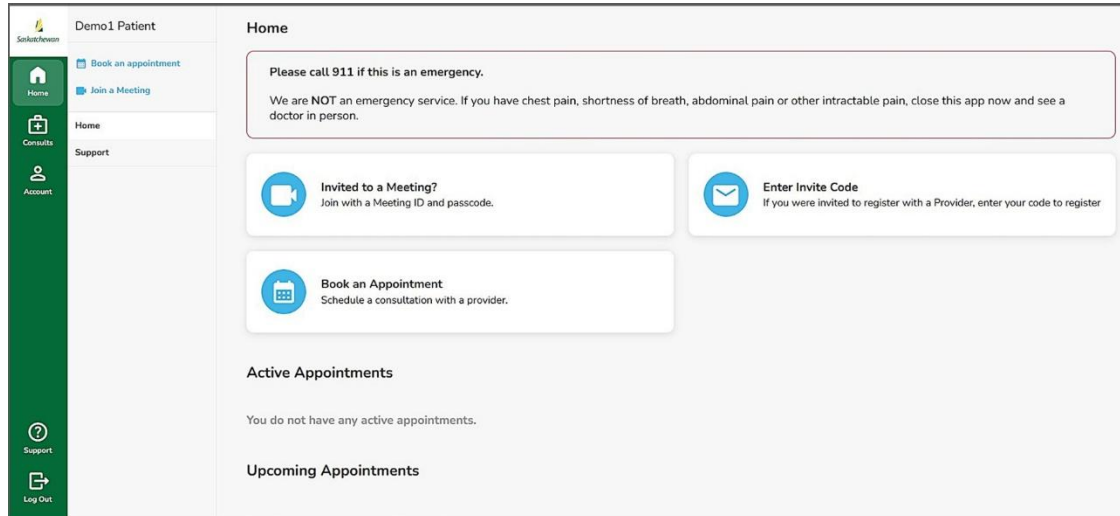 Saskatchewan
Home
Consults
Account
Support
Log Out
Demo1 Patient
Book an appointment
Join a Meeting
Home
Support
Home
Please call 911 if this is an emergency.
We are NOT an emergency service. If you have chest pain, shortness of breath, abdominal pain or other intractable pain, close this app now and see a
doctor in person.
Invited to a Meeting?
Join with a Meeting ID and passcode.
Enter Invite Code
If you were invited to register with a Provider, enter your code to register
Book an Appointment
Schedule a consultation with a provider.
Active Appointments
You do not have any active appointments.
Upcoming Appointments